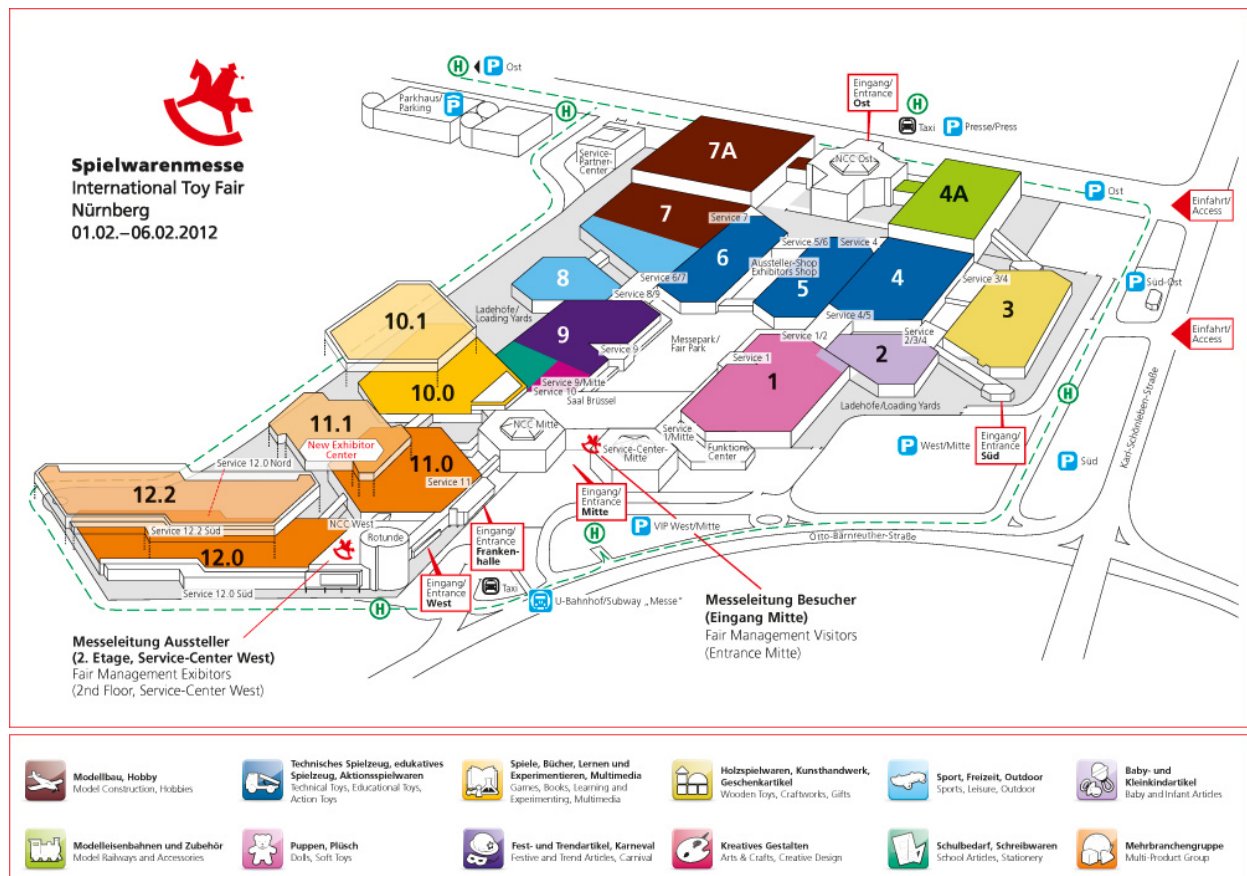 Spielwarenmesse
International Toy Fair
Nürnberg
01.02.–06.02.2012
H
P Ost
Parkhaus/
Parking
P
H
Service-
Partner-
Center
Eingang/
Entrance
Ost
H
Taxi
P Presse/Press
7A
NCC Ost
4A
P Ost
Einfahrt/
Access
7
Service 7
6
Service 5/6
Service 4
Aussteller-Shop
Exhibitors Shop
5
4
Service 3/4
3
P Süd-Ost
Einfahrt/
Access
8
Service 6/7
Service 8/9
Ladehöfe/
Loading Yards
9
Service 9
Messepark/
Fair Park
Service 4/5
Service 1/2
Service
2/3/4
2
Service 1
1
10.1
10.0
Service 9/Mitte
Service 10
Saal Brüssel
Ladehöfe/Loading Yards
H
Karl-Schönleben-Straße
11.1
New Exhibitor
Center
11.0
Service 11
NCC Mitte
Service
1/Mitte
Service-Center-
Mitte
Funktions
Center
P West/Mitte
Eingang/
Entrance
Süd
P Süd
Service 12.0 Nord
12.2
Service 12.2 Süd
12.0
NCC West
Rotunde
Service 12.0 Süd
Eingang/
Entrance
Mitte
Eingang/
Entrance
Franken-
halle
Eingang/
Entrance
West
H
P VIP West/Mitte
Otto-Bärnreuther-Straße
Taxi
H
U-Bahnhof/Subway „Messe“
Messeleitung Aussteller
(2. Etage, Service-Center West)
Fair Management Exibitors
(2nd Floor, Service-Center West)
Messeleitung Besucher
(Eingang Mitte)
Fair Management Visitors
(Entrance Mitte)
Modellbau, Hobby
Model Construction, Hobbies
Technisches Spielzeug, edukatives
Spielzeug, Aktionsspielwaren
Technical Toys, Educational Toys,
Action Toys
Spiele, Bücher, Lernen und
Experimentieren, Multimedia
Games, Books, Learning and
Experimenting, Multimedia
Holzspielwaren, Kunsthandwerk,
Geschenkartikel
Wooden Toys, Craftworks, Gifts
Sport, Freizeit, Outdoor
Sports, Leisure, Outdoor
Baby- und
Kleinkindartikel
Baby and Infant Articles
Modelleisenbahnen und Zubehör
Model Railways and Accessories
Puppen, Plüsch
Dolls, Soft Toys
Fest- und Trendartikel, Karneval
Festive and Trend Articles, Carnival
Kreatives Gestalten
Arts & Crafts, Creative Design
Schulbedarf, Schreibwaren
School Articles, Stationery
Mehrbranchengruppe
Multi-Product Group